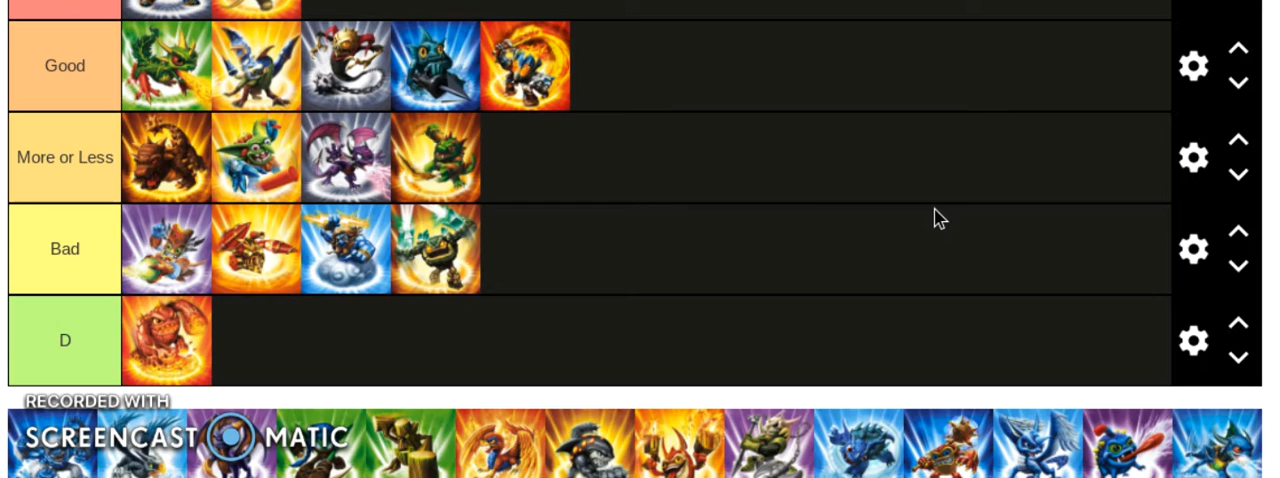 Good
More or Less
Bad
D
RECORDED WITH
SCREENCAST MATIC